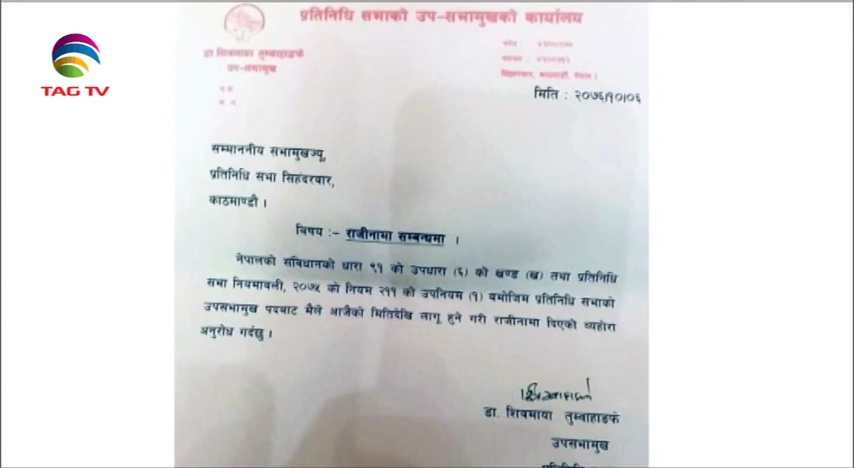 TAG TV
प्रतिनिधि सभाको उप-सभामुखको कार्यालय
डा. शिवमाया तुम्बाहाङफे
उप-सभामुख
सिंहदरबार, काठमाडौं, नेपाल ।
मिति : २०७६।१०।०६
सम्माननीय सभामुखज्यू,
प्रतिनिधि सभा सिंहदरवार,
काठमाण्डौ ।
विषय :- राजीनामा सम्बन्धमा ।
नेपालको संविधानको धारा ९१ को उपधारा (६) को खण्ड (ख) तथा प्रतिनिधि
सभा नियमावली, २०७५ को नियम २११ को उपनियम (१) बमोजिम प्रतिनिधि सभाको
उपसभामुख पदबाट मैले आजैको मितिदेखि लागू हुने गरी राजीनामा दिएको व्यहोरा
अनुरोध गर्दछु ।
डा. शिवमाया तुम्बाहाङफे
उपसभामुख